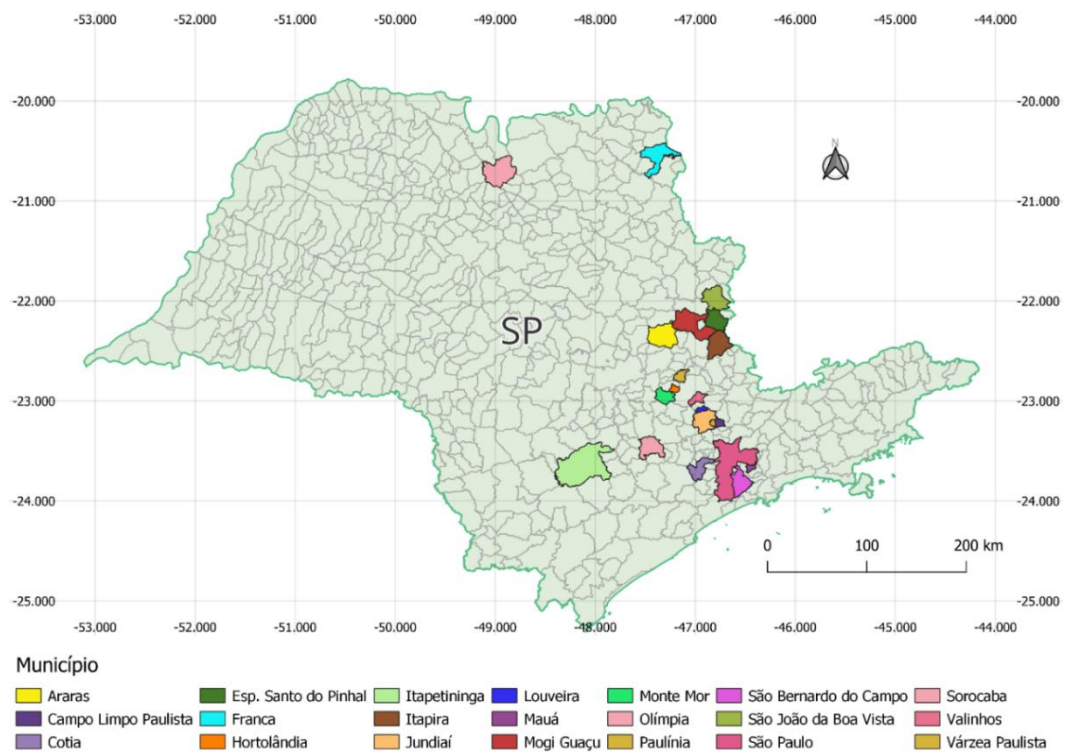 -53.000 -52.000 -51.000 -50.000 -49.000 -48.000 -47.000 -46.000 -45.000 -44.000
-20.000 -20.000
N
-21.000 -21.000
-22.000 -22.000
SP
-23.000 -23.000
-24.000 -24.000
0 100 200 km
-25.000 -25.000
-53.000 -52.000 -51.000 -50.000 -49.000 -48.000 -47.000 -46.000 -45.000 -44.000
Município
Araras Esp. Santo do Pinhal Itapetininga Louveira Monte Mor São Bernardo do Campo Sorocaba
Campo Limpo Paulista Franca Itapira Mauá Olímpia São João da Boa Vista Valinhos
Cotia Hortolândia Jundiaí Mogi Guaçu Paulínia São Paulo Várzea Paulista